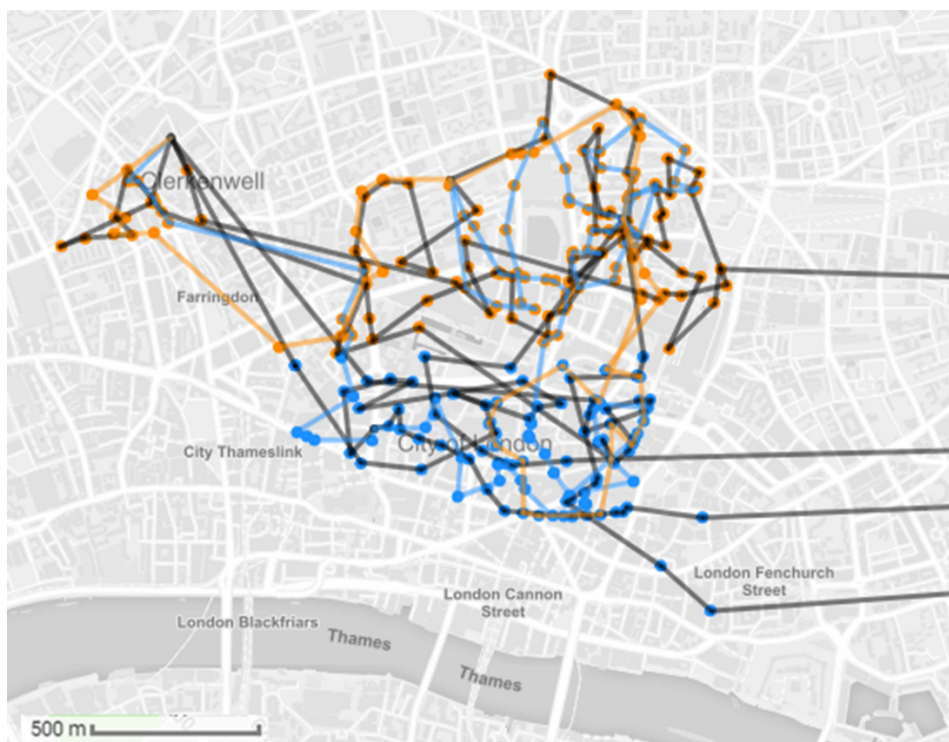 Clerkenwell
Farringdon
City Thameslink
City of London
London Fenchurch
Street
London Cannon
Street
London Blackfriars
Thames
Thames
500 m